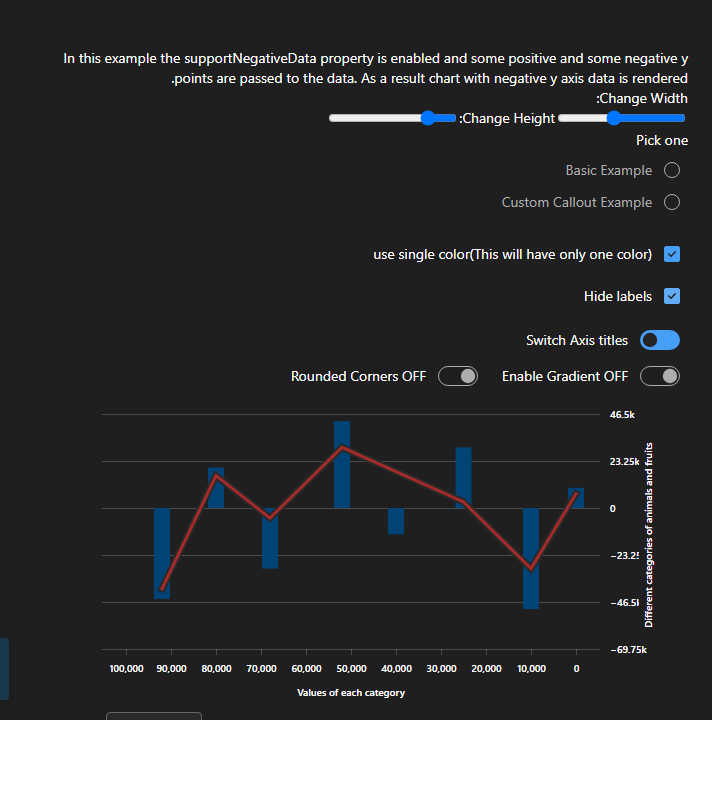 In this example the supportNegativeData property is enabled and some positive and some negative y
.points are passed to the data. As a result chart with negative y axis data is rendered
:Change Width
:Change Height
Pick one
Basic Example
Custom Callout Example
use single color(This will have only one color)
Hide labels
Switch Axis titles
Rounded Corners OFF Enable Gradient OFF
46.5k
23.25k
0
−23.2
−46.5
−69.75k
Different categories of animals and fruits
100,000 90,000 80,000 70,000 60,000 50,000 40,000 30,000 20,000 10,000 0
Values of each category